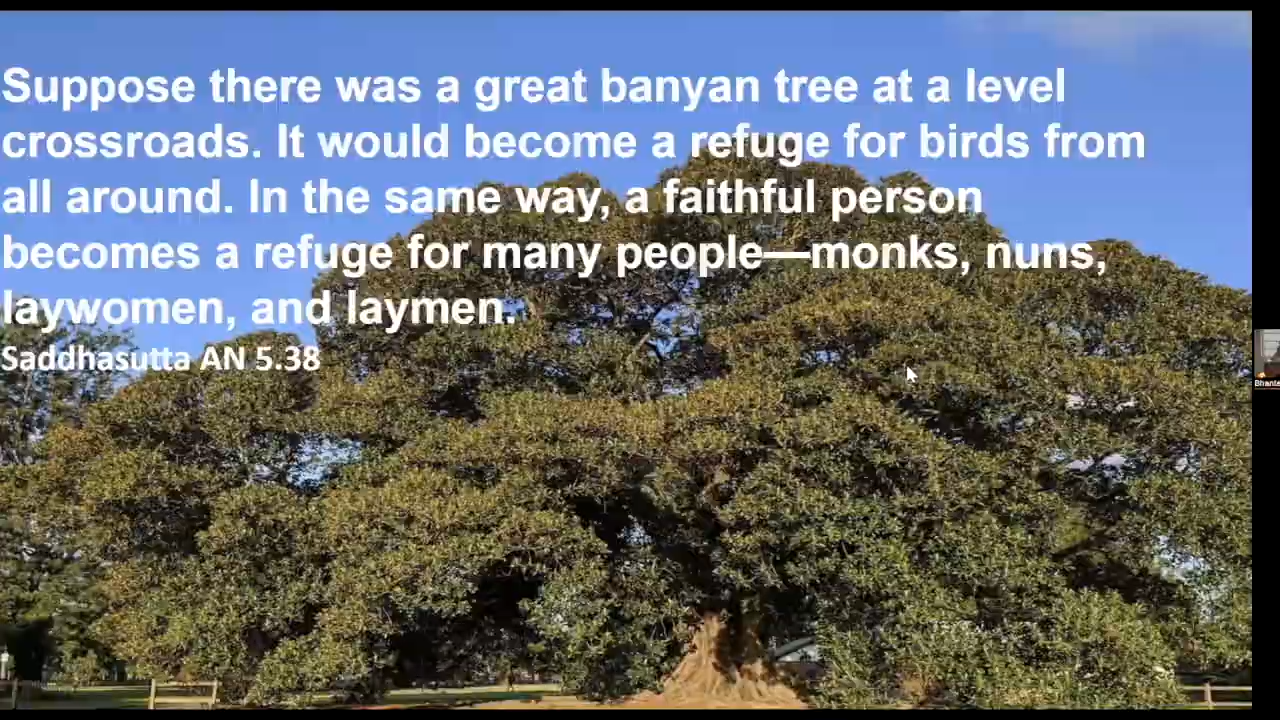 Suppose there was a great banyan tree at a level
crossroads. It would become a refuge for birds from
all around. In the same way, a faithful person
becomes a refuge for many people—monks, nuns,
laywomen, and laymen.
Saddhasutta AN 5.38